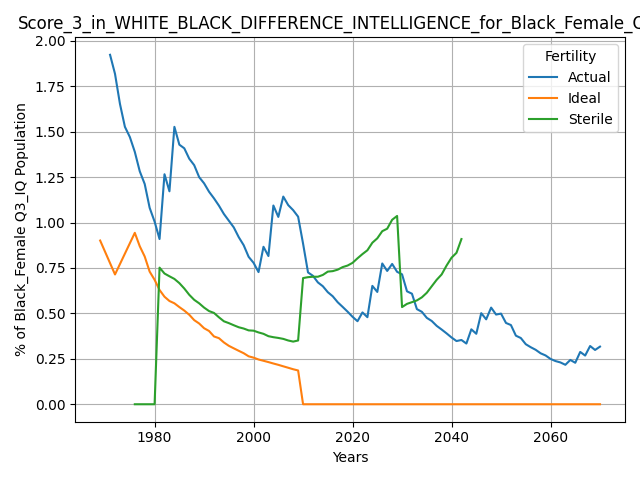 Score_3_in_WHITE_BLACK_DIFFERENCE_INTELLIGENCE_for_Black_Female_
Fertility
Actual
Ideal
Sterile
% of Black_Female Q3_IQ Population
2.00
1.75
1.50
1.25
1.00
0.75
0.50
0.25
0.00
1980
2000
2020
2040
2060
Years